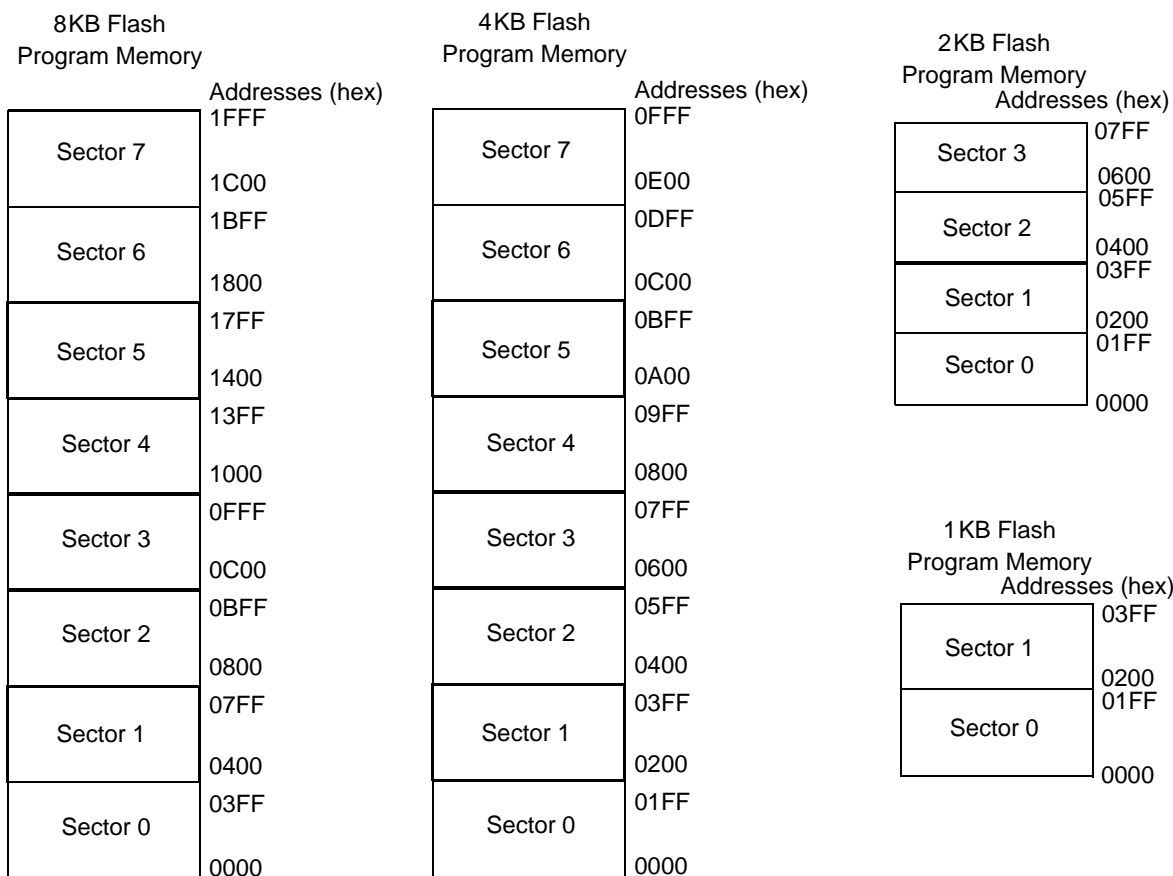 8KB Flash
Program Memory
Addresses (hex)
1FFF
Sector 7
1C00
1BFF
Sector 6
1800
17FF
Sector 5
1400
13FF
Sector 4
1000
0FFF
Sector 3
0C00
0BFF
Sector 2
0800
07FF
Sector 1
0400
03FF
Sector 0
0000
4KB Flash
Program Memory
Addresses (hex)
0FFF
Sector 7
0E00
0DFF
Sector 6
0C00
0BFF
Sector 5
0A00
09FF
Sector 4
0800
07FF
Sector 3
0600
05FF
Sector 2
0400
03FF
Sector 1
0200
01FF
Sector 0
0000
2KB Flash
Program Memory
Addresses (hex)
07FF
Sector 3
0600
05FF
Sector 2
0400
03FF
Sector 1
0200
01FF
Sector 0
0000
1KB Flash
Program Memory
Addresses (hex)
03FF
Sector 1
0200
01FF
Sector 0
0000